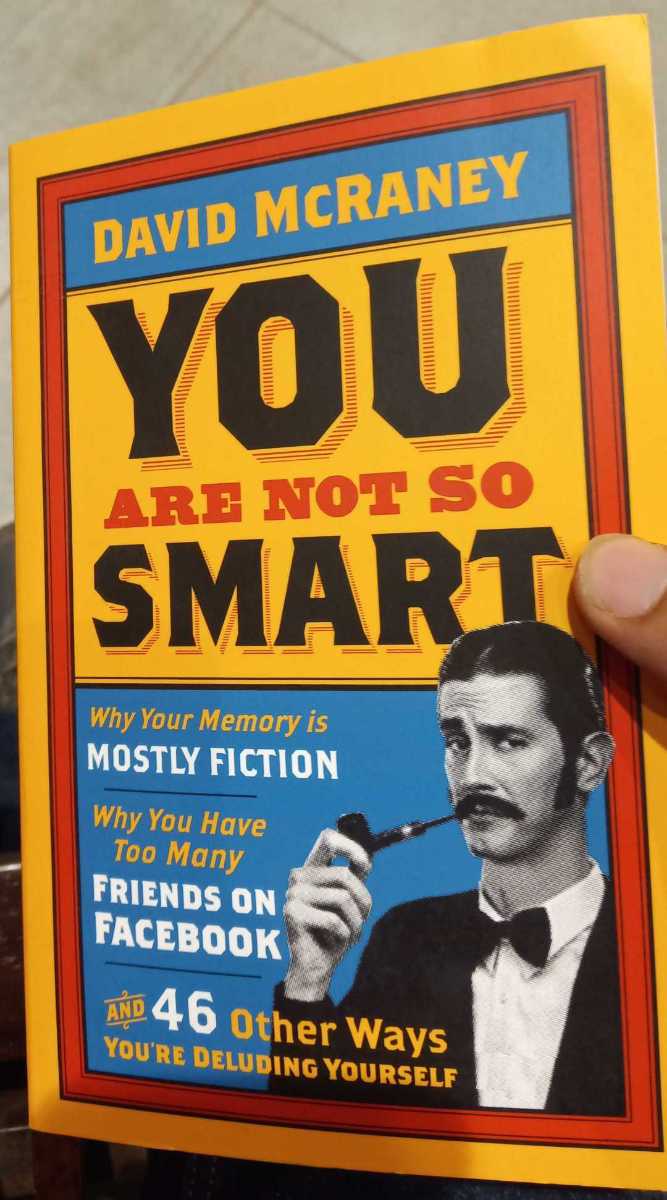 DAVID MCRANEY
YOU
ARE NOT SO
SMART
Why Your Memory is
MOSTLY FICTION
Why You Have
Too Many
FRIENDS ON
FACEBOOK
AND 46 Other Ways
YOU'RE DELUDING YOURSELF